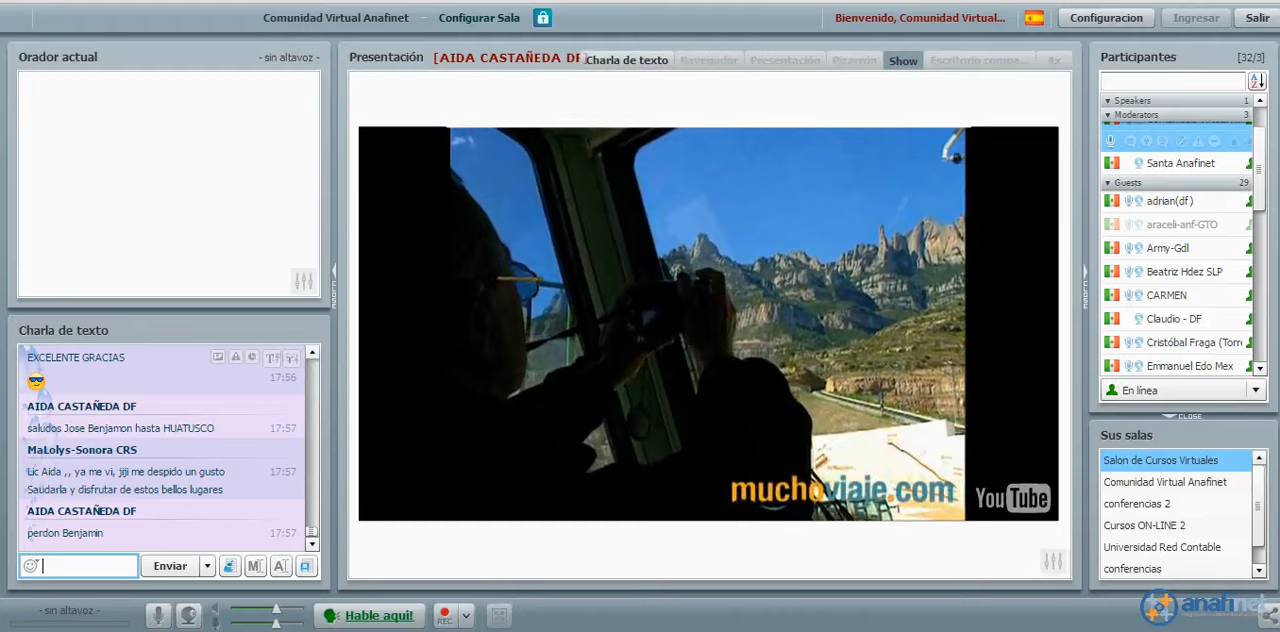 Comunidad Virtual Anafinet
Configurar Sala
Bienvenido, Comunidad Virtual...
Configuracion
Ingresar
Salir
Orador actual
- sin altavoz -
Presentación
[AIDA CASTAÑEDA DF
Charla de texto
Navegador
Presentación
Pizarrón
Show
Escritorio compa...
4x
Participantes
[32/3]
Speakers 1
Moderators 3
Santa Anafinet
Guests 29
adrian(df)
araceli-anf-GTO
Army-Gdl
Beatriz Hdez SLP
CARMEN
Claudio - DF
Cristóbal Fraga (Torre
Emmanuel Edo Mex
En línea
CLOSE
Charla de texto
EXCELENTE GRACIAS
17:56
AIDA CASTAÑEDA DF
saludos Jose Benjamon hasta HUATUSCO 17:57
MaLolys-Sonora CRS
Lic Aida ,, ya me vi, jiji me despido un gusto 17:57
Saudarla y disfrutar de estos bellos lugares
AIDA CASTAÑEDA DF
perdon Benjamin 17:57
Enviar
muchoviaje.com
YouTube
Sus salas
Salon de Cursos Virtuales
Comunidad Virtual Anafinet
conferencias 2
Cursos ON-LINE 2
Universidad Red Contable
conferencias
- sin altavoz -
Hable aqui!
REC
anafinet